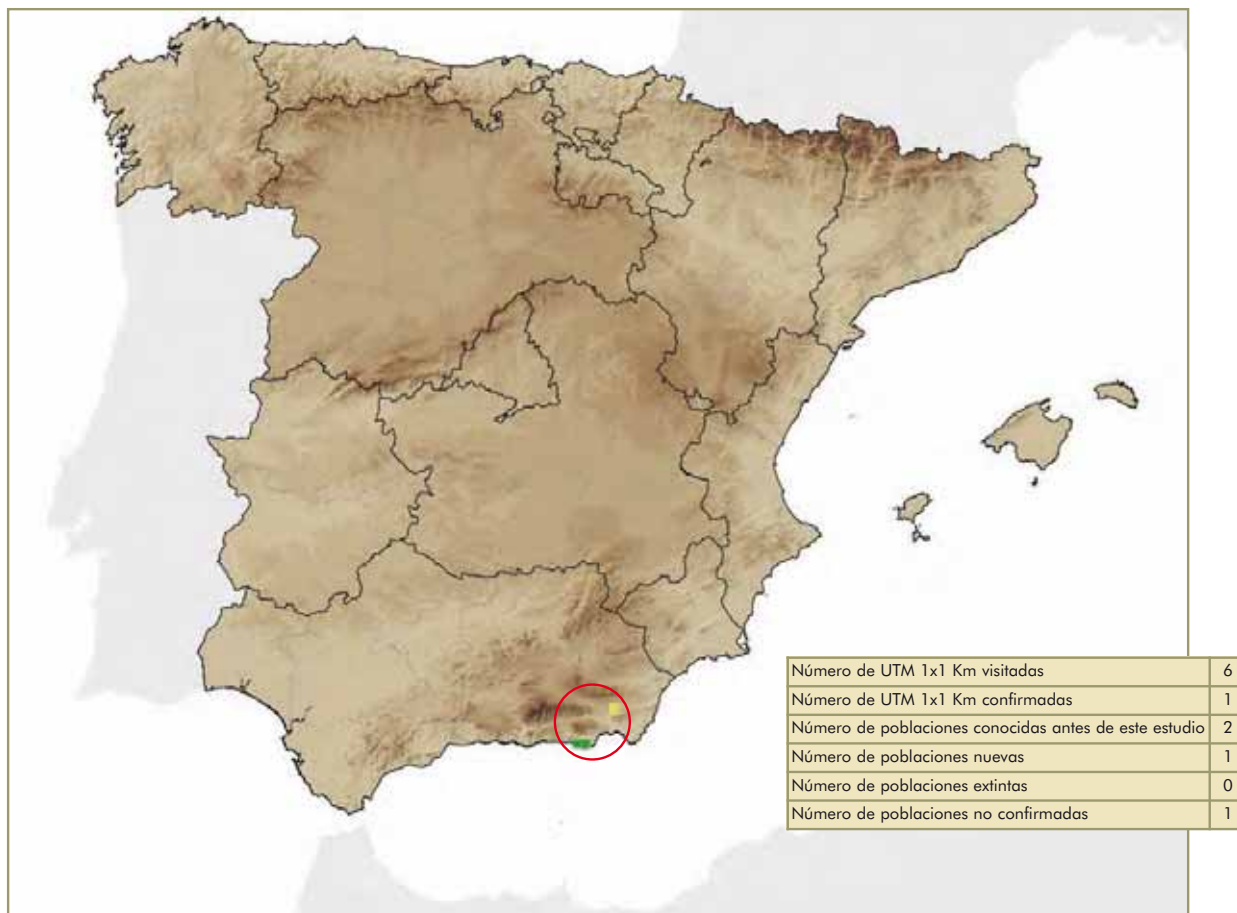 Número de UTM 1x1 Km visitadas 6
Número de UTM 1x1 Km confirmadas 1
Número de poblaciones conocidas antes de este estudio 2
Número de poblaciones nuevas 1
Número de poblaciones extintas 0
Número de poblaciones no confirmadas 1